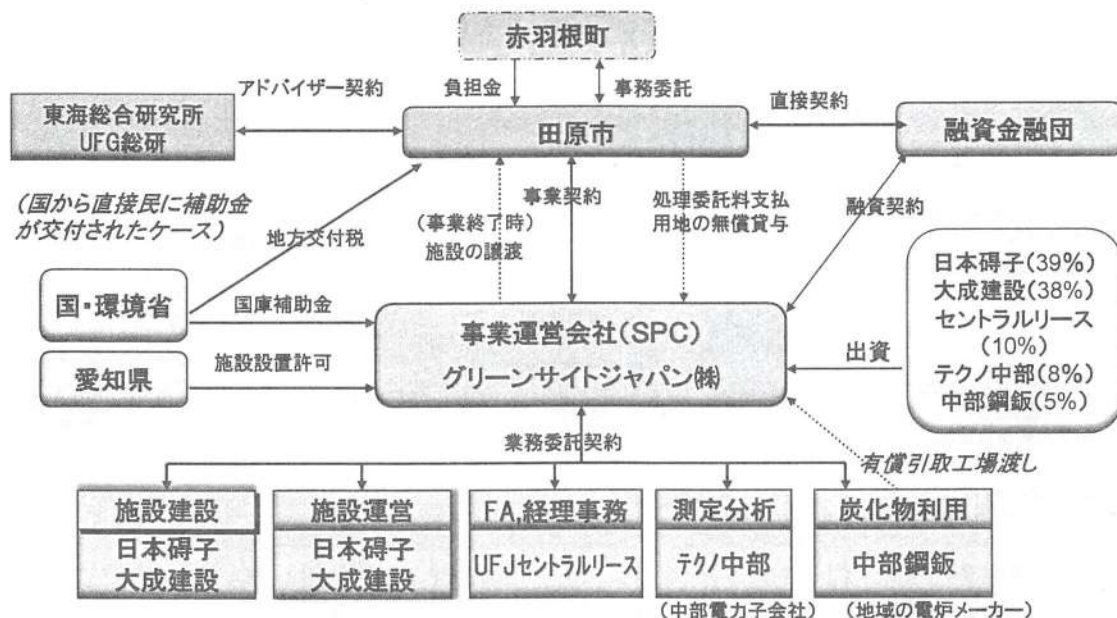 赤羽根町
アドバイザー契約
負担金
事務委託
直接契約
東海総合研究所
UFG総研
田原市
融資金融団
(国から直接民に補助金
が交付されたケース)
地方交付税
(事業終了時)
施設の譲渡
事業契約
処理委託料支払
用地の無償貸与
融資契約
国・環境省
国庫補助金
愛知県
施設設置許可
事業運営会社(SPC)
グリーンサイトジャパン㈱
出資
日本碍子(39%)
大成建設(38%)
セントラルリース
(10%)
テクノ中部(8%)
中部鋼鈑(5%)
業務委託契約
有償引取工場渡し
施設建設
日本碍子
大成建設
施設運営
日本碍子
大成建設
FA,経理事務
UFJセントラルリース
測定分析
テクノ中部
(中部電力子会社)
炭化物利用
中部鋼鈑
(地域の電炉メーカー)